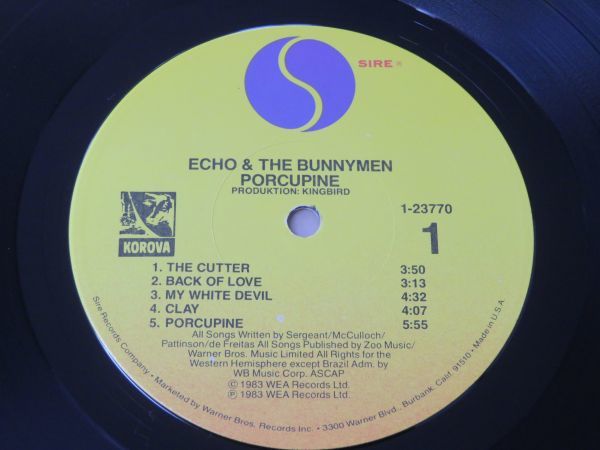 SIRE ®
ECHO & THE BUNNYMEN
PORCUPINE
PRODUKTION: KINGBIRD
1-23770
1
KOROVA
1. THE CUTTER 3:50
2. BACK OF LOVE 3:13
3. MY WHITE DEVIL 4:32
4. CLAY 4:07
5. PORCUPINE 5:55
All Songs Written by Sergeant/McCulloch/
Pattinson/de Freitas All Songs Published by Zoo Music/
Warner Bros. Music Limited All Rights for the
Western Hemisphere except Brazil Adm. by
WB Music Corp. ASCAP
© 1983 WEA Records Ltd.
℗ 1983 WEA Records Ltd.
Sire Records Company. • Marketed by Warner Bros. Records Inc. • 3300 Warner Blvd., Burbank, Calif. 91510 • Made in U.S.A.